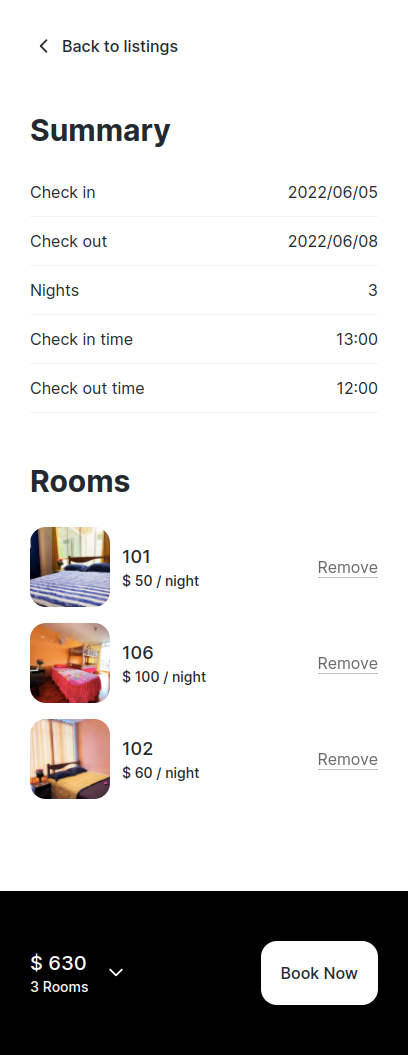 Back to listings
Summary
Check in 2022/06/05
Check out 2022/06/08
Nights 3
Check in time 13:00
Check out time 12:00
Rooms
101
$ 50 / night
Remove
106
$ 100 / night
Remove
102
$ 60 / night
Remove
$ 630
3 Rooms
Book Now